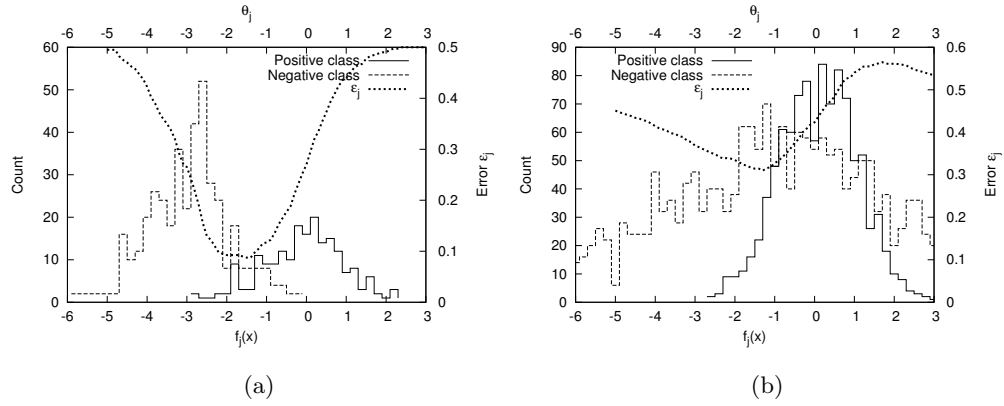 θj
-6 -5 -4 -3 -2 -1 0 1 2 3
60
50
40
30
20
10
0
Count
Positive class
Negative class
εj
0.5
0.4
0.3
0.2
0.1
0
Error εj
-6 -5 -4 -3 -2 -1 0 1 2 3
fj(x)
(a)
θj
-6 -5 -4 -3 -2 -1 0 1 2 3
90
80
70
60
50
40
30
20
10
0
Count
Positive class
Negative class
εj
0.6
0.5
0.4
0.3
0.2
0.1
0
Error εj
-6 -5 -4 -3 -2 -1 0 1 2 3
fj(x)
(b)